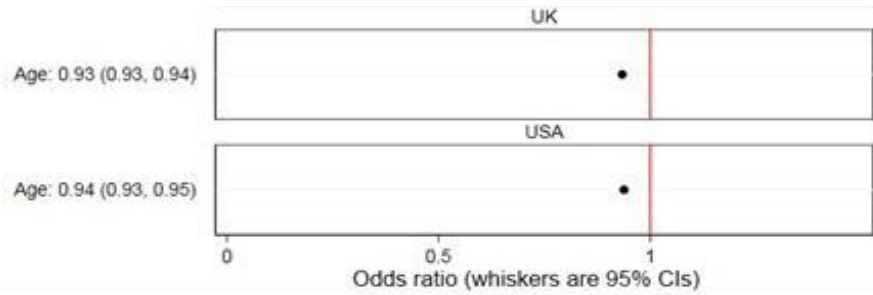 UK
Age: 0.93 (0.93, 0.94)
USA
Age: 0.94 (0.93, 0.95)
0 0.5 1
Odds ratio (whiskers are 95% CIs)